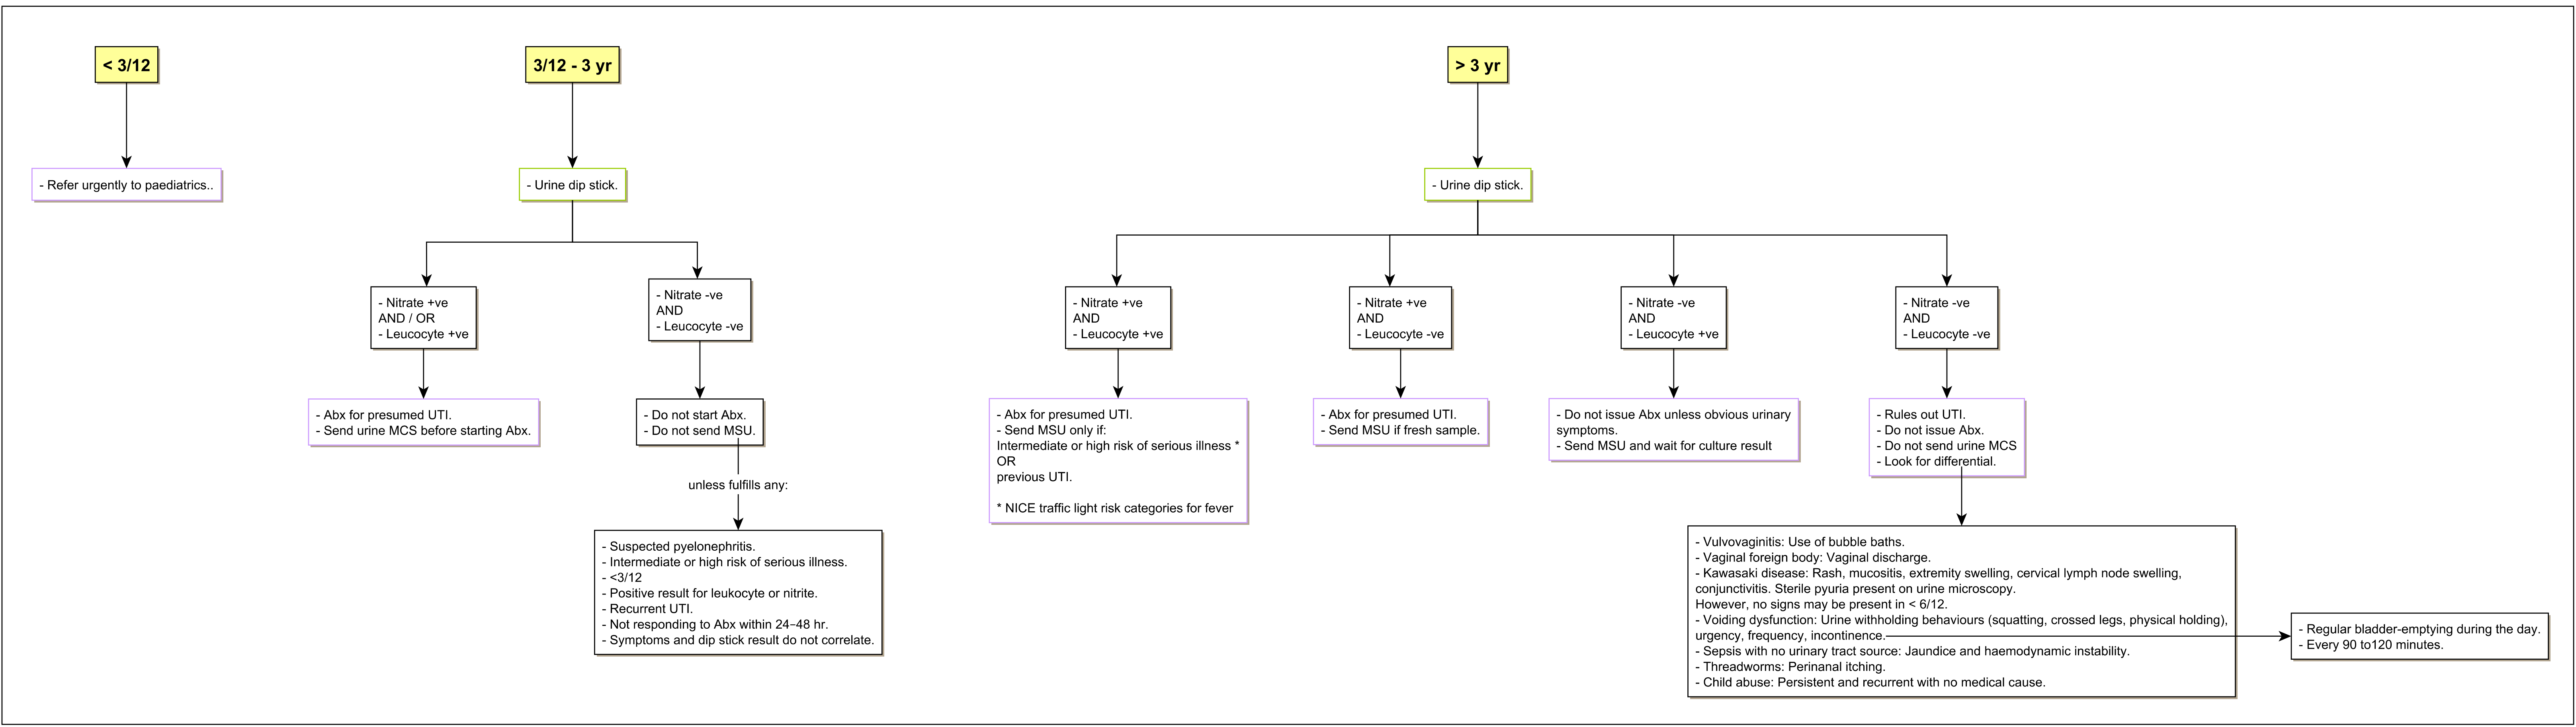 < 3/12
- Refer urgently to paediatrics..
3/12 - 3 yr
- Urine dip stick.
- Nitrate +ve
AND / OR
- Leucocyte +ve
- Abx for presumed UTI.
- Send urine MCS before starting Abx.
- Nitrate -ve
AND
- Leucocyte -ve
- Do not start Abx.
- Do not send MSU.
unless fulfills any:
- Suspected pyelonephritis.
- Intermediate or high risk of serious illness.
- <3/12
- Positive result for leukocyte or nitrite.
- Recurrent UTI.
- Not responding to Abx within 24–48 hr.
- Symptoms and dip stick result do not correlate.
> 3 yr
- Urine dip stick.
- Nitrate +ve
AND
- Leucocyte +ve
- Abx for presumed UTI.
- Send MSU only if:
Intermediate or high risk of serious illness *
OR
previous UTI.
* NICE traffic light risk categories for fever
- Nitrate +ve
AND
- Leucocyte -ve
- Abx for presumed UTI.
- Send MSU if fresh sample.
- Nitrate -ve
AND
- Leucocyte +ve
- Do not issue Abx unless obvious urinary
symptoms.
- Send MSU and wait for culture result
- Nitrate -ve
AND
- Leucocyte -ve
- Rules out UTI.
- Do not issue Abx.
- Do not send urine MCS
- Look for differential.
- Vulvovaginitis: Use of bubble baths.
- Vaginal foreign body: Vaginal discharge.
- Kawasaki disease: Rash, mucositis, extremity swelling, cervical lymph node swelling,
conjunctivitis. Sterile pyuria present on urine microscopy.
However, no signs may be present in < 6/12.
- Voiding dysfunction: Urine withholding behaviours (squatting, crossed legs, physical holding),
urgency, frequency, incontinence.
- Sepsis with no urinary tract source: Jaundice and haemodynamic instability.
- Threadworms: Perinanal itching.
- Child abuse: Persistent and recurrent with no medical cause.
- Regular bladder-emptying during the day.
- Every 90 to120 minutes.